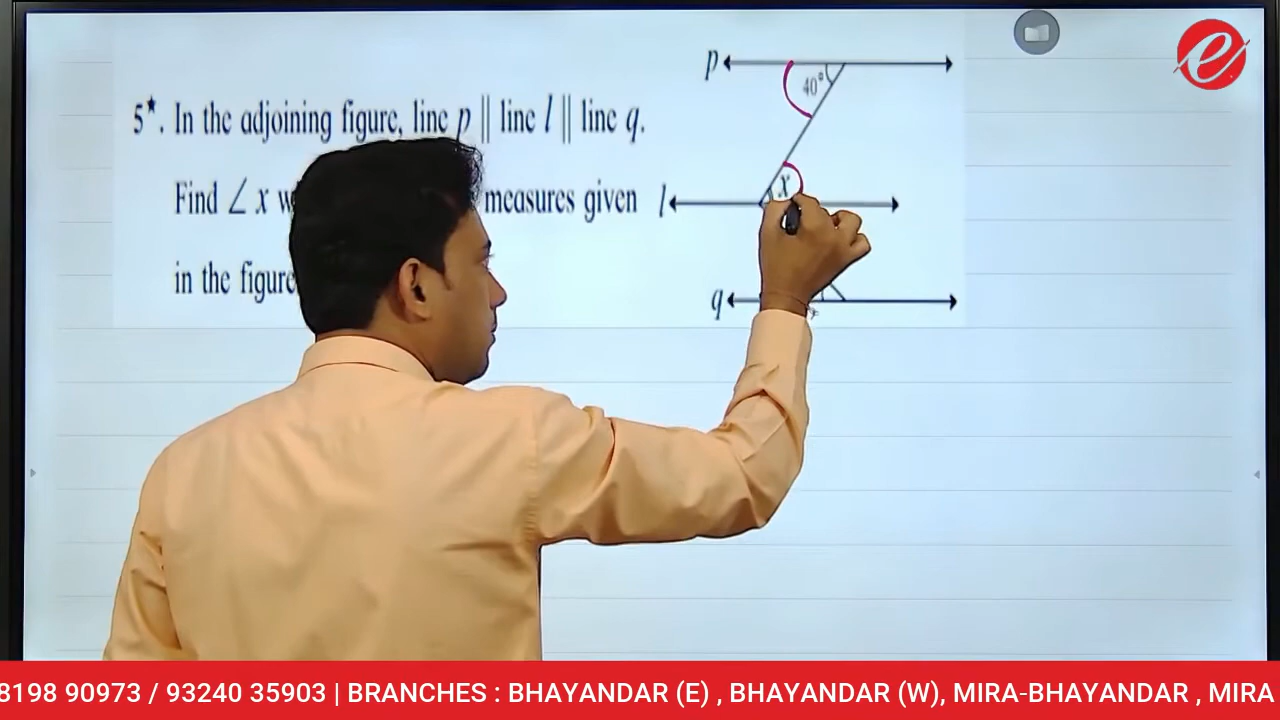 5*. In the adjoining figure, line p || line l || line q.
Find ∠ x measures given
in the figure
p
40°
x
l
q
e
8198 90973 / 93240 35903 | BRANCHES : BHAYANDAR (E) , BHAYANDAR (W), MIRA-BHAYANDAR , MIRA